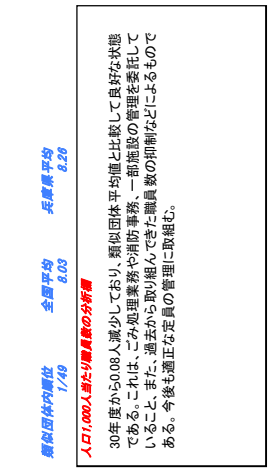 類似団体内順位 全国平均 兵庫県平均
1/49 8.03 8.26
人口1,000人当たり職員数の分析欄
30年度から0.08人減少しており、類似団体平均値と比較して良好な状態
である。これは、ごみ処理業務や消防事務、一部施設の管理を委託して
いること、また、過去から取り組んできた職員数の抑制などによるもので
ある。今後も適正な定員の管理に取組む。